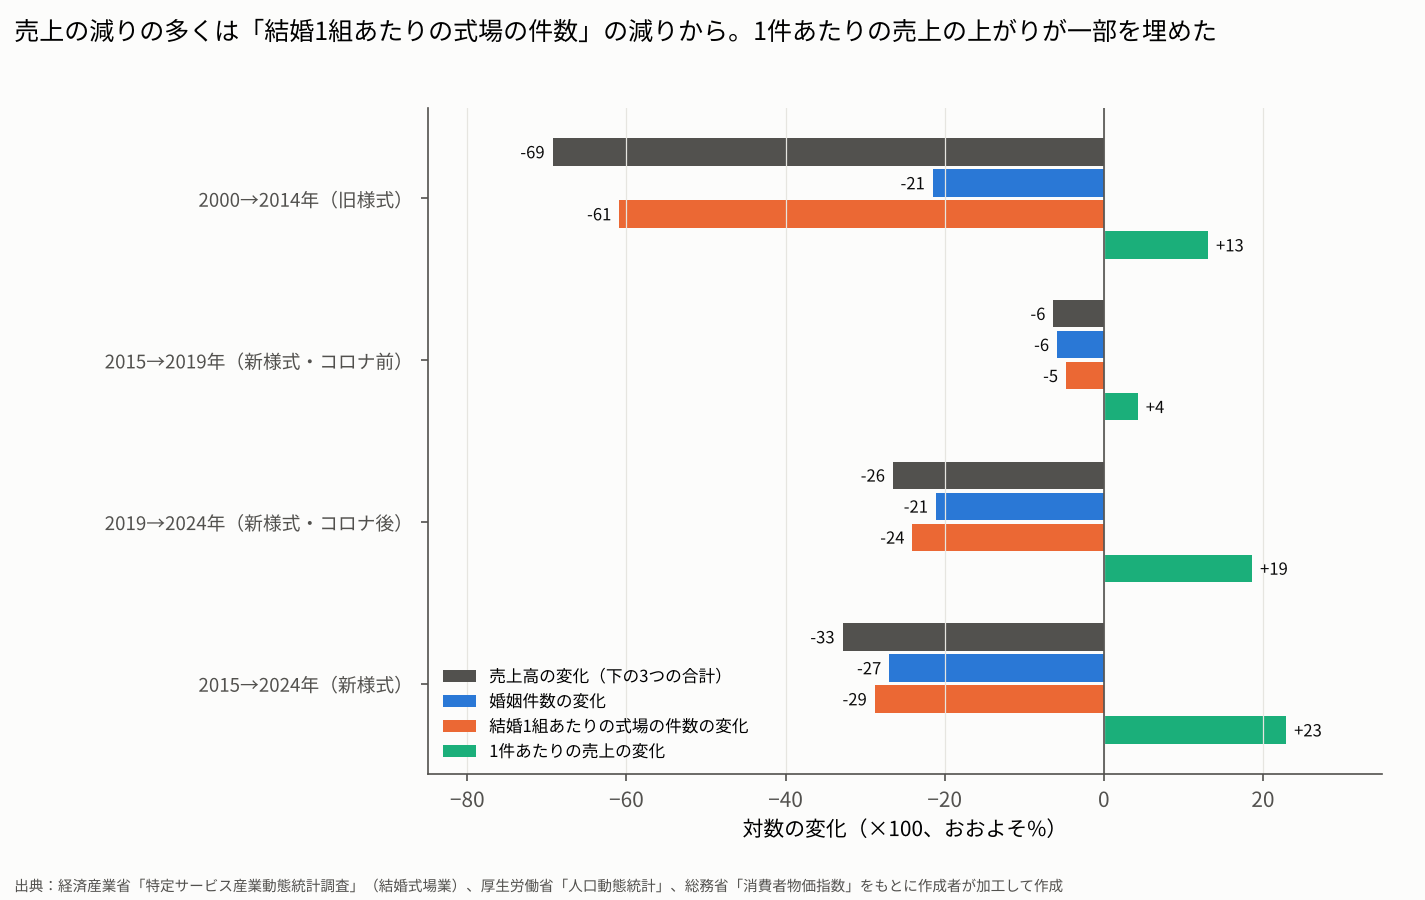 売上の減りの多くは「結婚1組あたりの式場の件数」の減りから。1件あたりの売上の上がりが一部を埋めた
2000→2014年（旧様式）
-69
-21
-61
+13
2015→2019年（新様式・コロナ前）
-6
-6
-5
+4
2019→2024年（新様式・コロナ後）
-26
-21
-24
+19
2015→2024年（新様式）
-33
-27
-29
+23
売上高の変化（下の3つの合計）
婚姻件数の変化
結婚1組あたりの式場の件数の変化
1件あたりの売上の変化
−80 −60 −40 −20 0 20
対数の変化（×100、おおよそ%）
出典：経済産業省「特定サービス産業動態統計調査」（結婚式場業）、厚生労働省「人口動態統計」、総務省「消費者物価指数」をもとに作成者が加工して作成